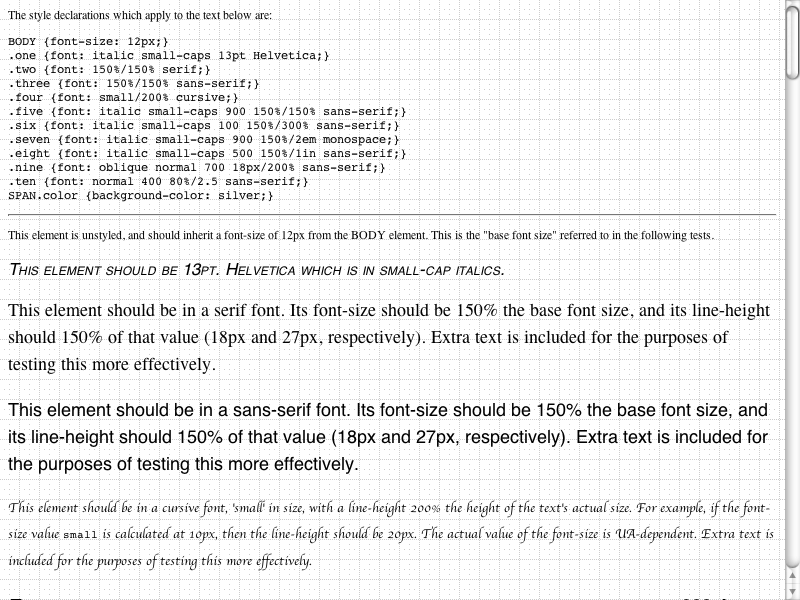 The style declarations which apply to the text below are:
BODY {font-size: 12px;}
.one {font: italic small-caps 13pt Helvetica;}
.two {font: 150%/150% serif;}
.three {font: 150%/150% sans-serif;}
.four {font: small/200% cursive;}
.five {font: italic small-caps 900 150%/150% sans-serif;}
.six {font: italic small-caps 100 150%/300% sans-serif;}
.seven {font: italic small-caps 900 150%/2em monospace;}
.eight {font: italic small-caps 500 150%/1in sans-serif;}
.nine {font: oblique normal 700 18px/200% sans-serif;}
.ten {font: normal 400 80%/2.5 sans-serif;}
SPAN.color {background-color: silver;}
This element is unstyled, and should inherit a font-size of 12px from the BODY element. This is the "base font size" referred to in the following tests.
This element should be 13pt. Helvetica which is in small-cap italics.
This element should be in a serif font. Its font-size should be 150% the base font size, and its line-height
should 150% of that value (18px and 27px, respectively). Extra text is included for the purposes of
testing this more effectively.
This element should be in a sans-serif font. Its font-size should be 150% the base font size, and
its line-height should 150% of that value (18px and 27px, respectively). Extra text is included for
the purposes of testing this more effectively.
This element should be in a cursive font, 'small' in size, with a line-height 200% the height of the text's actual size. For example, if the font-
size value small is calculated at 10px, then the line-height should be 20px. The actual value of the font-size is UA-dependent. Extra text is
included for the purposes of testing this more effectively.